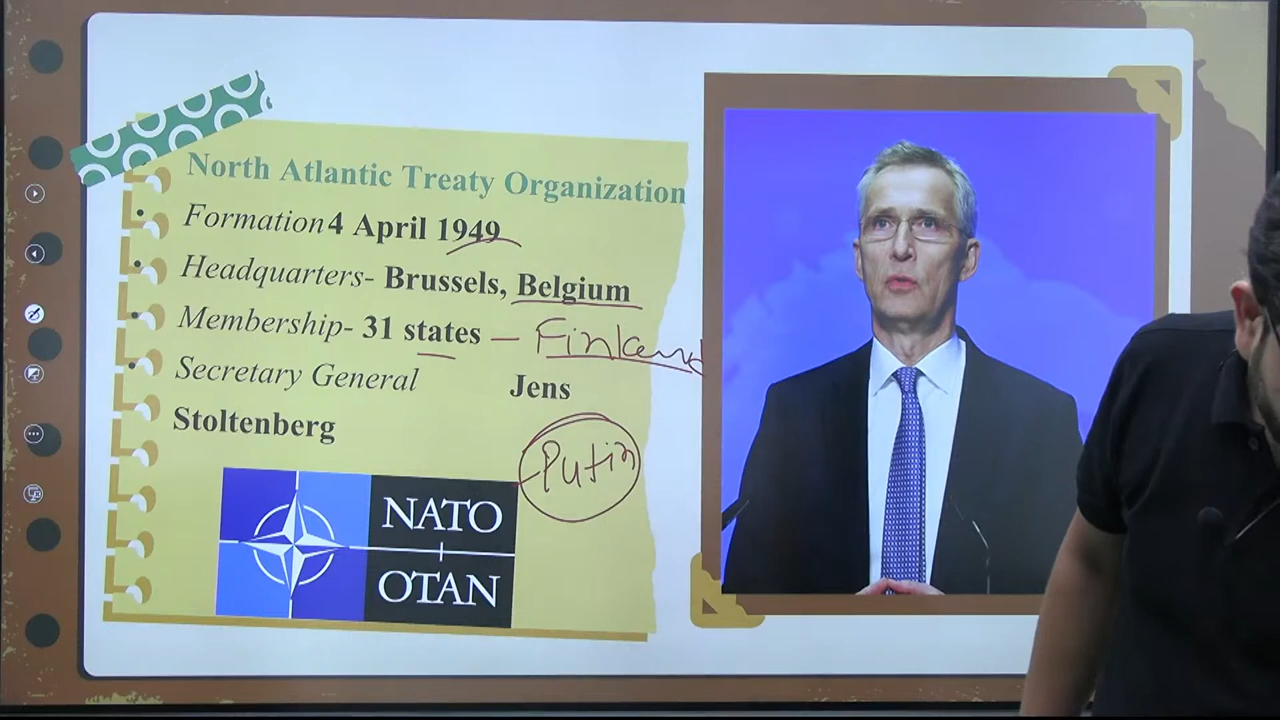 North Atlantic Treaty Organization
• Formation 4 April 1949
• Headquarters- Brussels, Belgium
• Membership- 31 states – Finland
• Secretary General Jens
Stoltenberg
Putin
NATO
OTAN